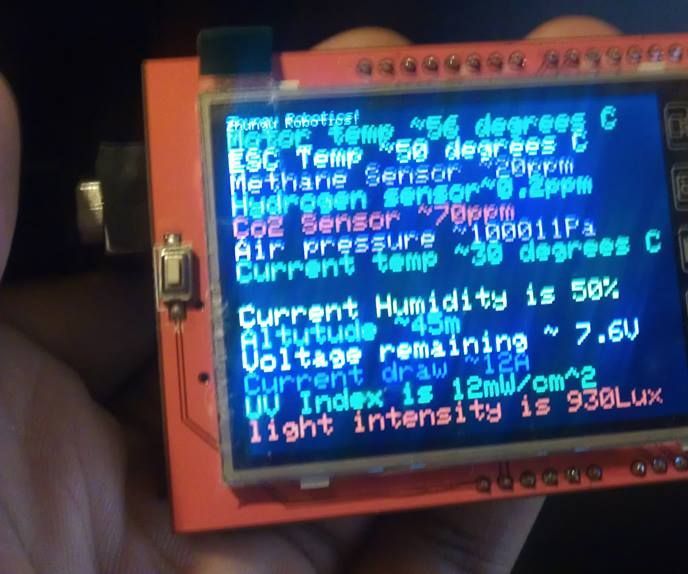 Zhungu Robotics!
Motor temp ~56 degrees C
ESC Temp ~50 degrees C
Methane Sensor ~20ppm
Hydrogen sensor~0.2ppm
Co2 Sensor ~70ppm
Air pressure ~100011Pa
Current temp ~30 degrees C
Current Humidity is 50%
Altutude ~45m
Voltage remaining ~ 7.6V
Current draw ~12A
UV Index is 12mW/cm^2
light intensity is 930Lux